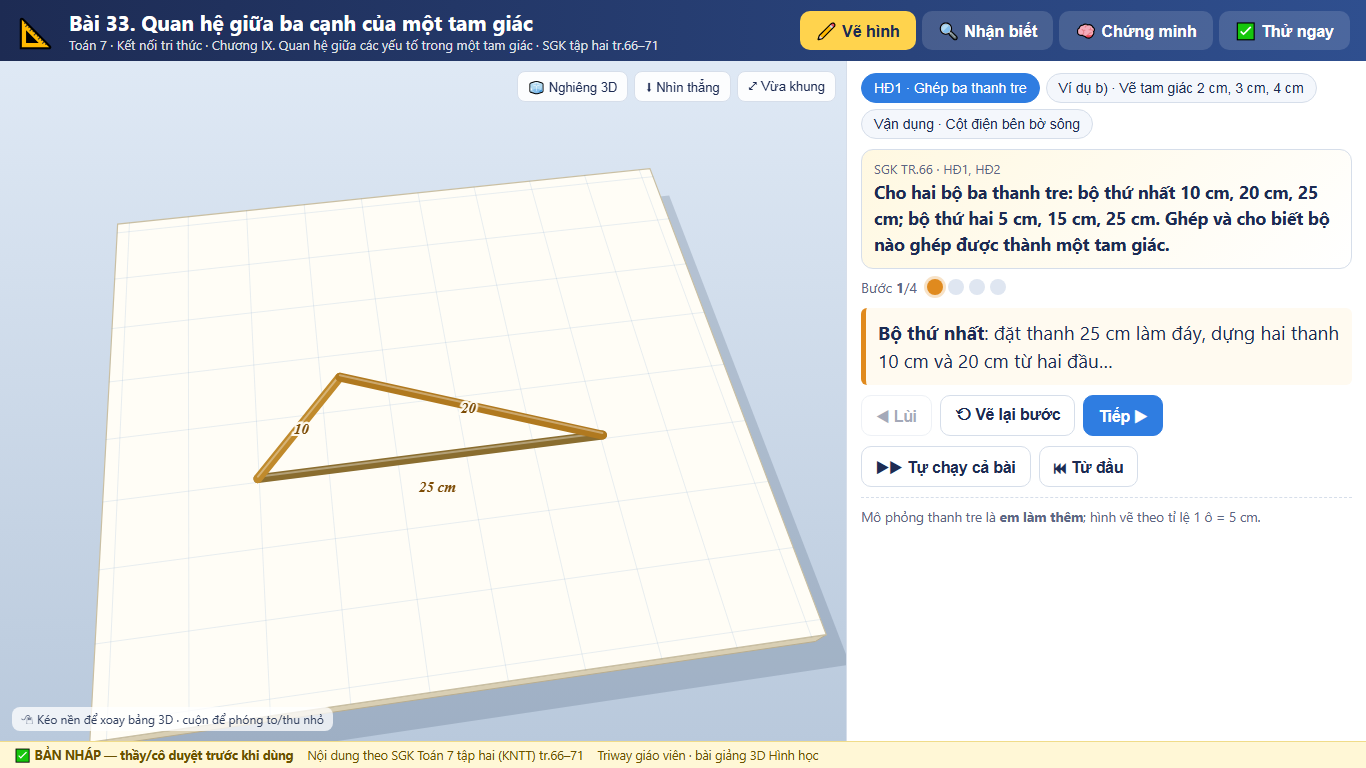 Bài 33. Quan hệ giữa ba cạnh của một tam giác
Toán 7 · Kết nối tri thức · Chương IX. Quan hệ giữa các yếu tố trong một tam giác · SGK tập hai tr.66–71
Vẽ hình
Nhận biết
Chứng minh
Thử ngay
Nghiêng 3D
⬇ Nhìn thẳng
⤢ Vừa khung
10
20
25 cm
Kéo nền để xoay bảng 3D · cuộn để phóng to/thu nhỏ
HĐ1 · Ghép ba thanh tre
Ví dụ b) · Vẽ tam giác 2 cm, 3 cm, 4 cm
Vận dụng · Cột điện bên bờ sông
SGK TR.66 · HĐ1, HĐ2
Cho hai bộ ba thanh tre: bộ thứ nhất 10 cm, 20 cm, 25
cm; bộ thứ hai 5 cm, 15 cm, 25 cm. Ghép và cho biết bộ
nào ghép được thành một tam giác.
Bước 1/4
Bộ thứ nhất: đặt thanh 25 cm làm đáy, dựng hai thanh
10 cm và 20 cm từ hai đầu…
◀ Lùi
⟲ Vẽ lại bước
Tiếp ▶
▶▶ Tự chạy cả bài
⏮ Từ đầu
Mô phỏng thanh tre là em làm thêm; hình vẽ theo tỉ lệ 1 ô = 5 cm.
✅ BẢN NHÁP — thầy/cô duyệt trước khi dùng
Nội dung theo SGK Toán 7 tập hai (KNTT) tr.66–71
Triway giáo viên · bài giảng 3D Hình học